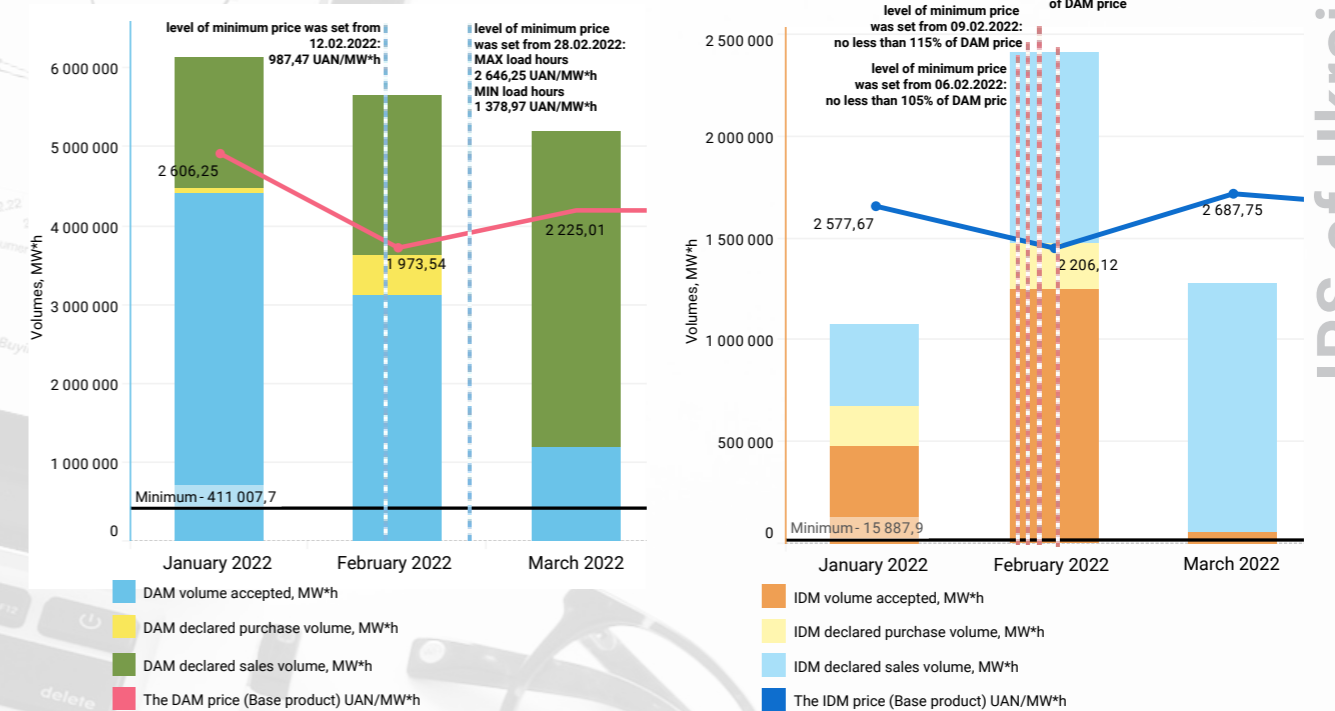 level of minimum price was set from
12.02.2022:
987,47 UAN/MW*h
level of minimum price
was set from 28.02.2022:
MAX load hours
2 646,25 UAN/MW*h
MIN load hours
1 378,97 UAN/MW*h
6 000 000
5 000 000
4 000 000
3 000 000
2 000 000
1 000 000
0
Volumes, MW*h
2 606,25
1 973,54
2 225,01
Minimum - 411 007,7
January 2022
February 2022
March 2022
DAM volume accepted, MW*h
DAM declared purchase volume, MW*h
DAM declared sales volume, MW*h
The DAM price (Base product) UAN/MW*h
of DAM price
level of minimum price
was set from 09.02.2022:
no less than 115% of DAM price
level of minimum price
was set from 06.02.2022:
no less than 105% of DAM pric
2 500 000
2 000 000
1 500 000
1 000 000
500 000
0
Volumes, MW*h
2 577,67
2 206,12
2 687,75
Minimum - 15 887,9
January 2022
February 2022
March 2022
IDM volume accepted, MW*h
IDM declared purchase volume, MW*h
IDM declared sales volume, MW*h
The IDM price (Base product) UAN/MW*h
delete